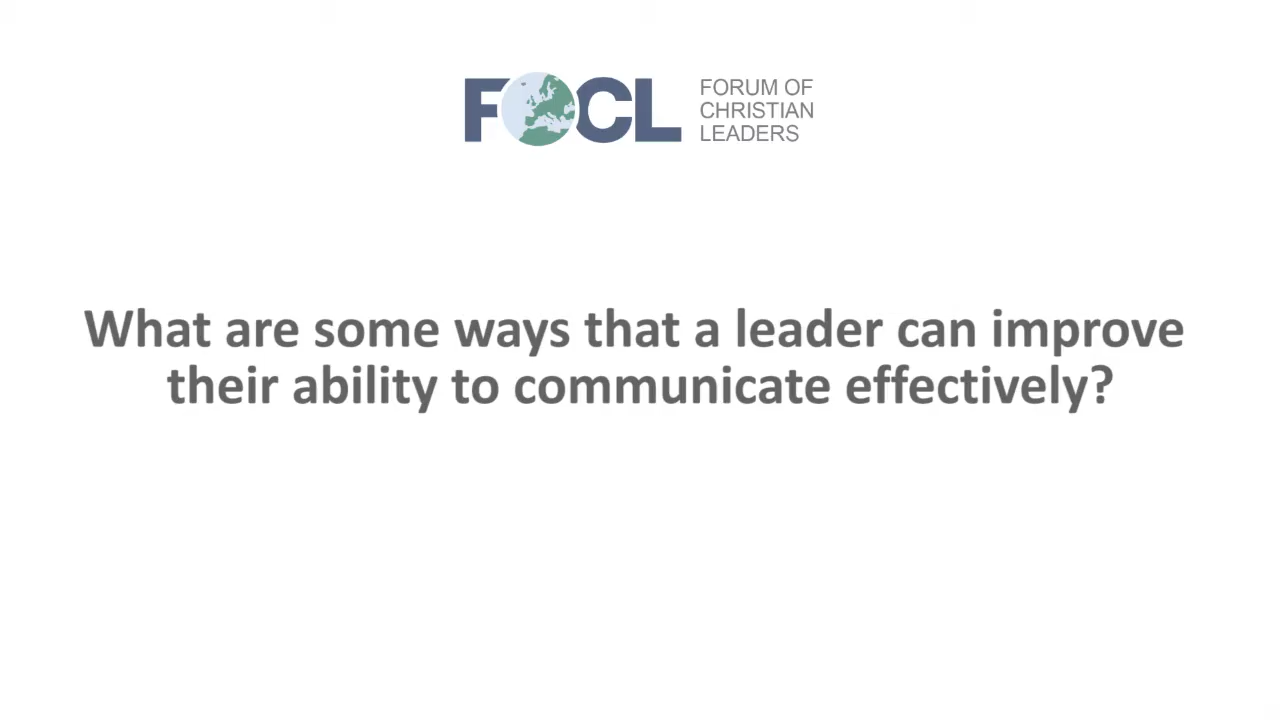 FOCL
FORUM OF
CHRISTIAN
LEADERS
What are some ways that a leader can improve
their ability to communicate effectively?